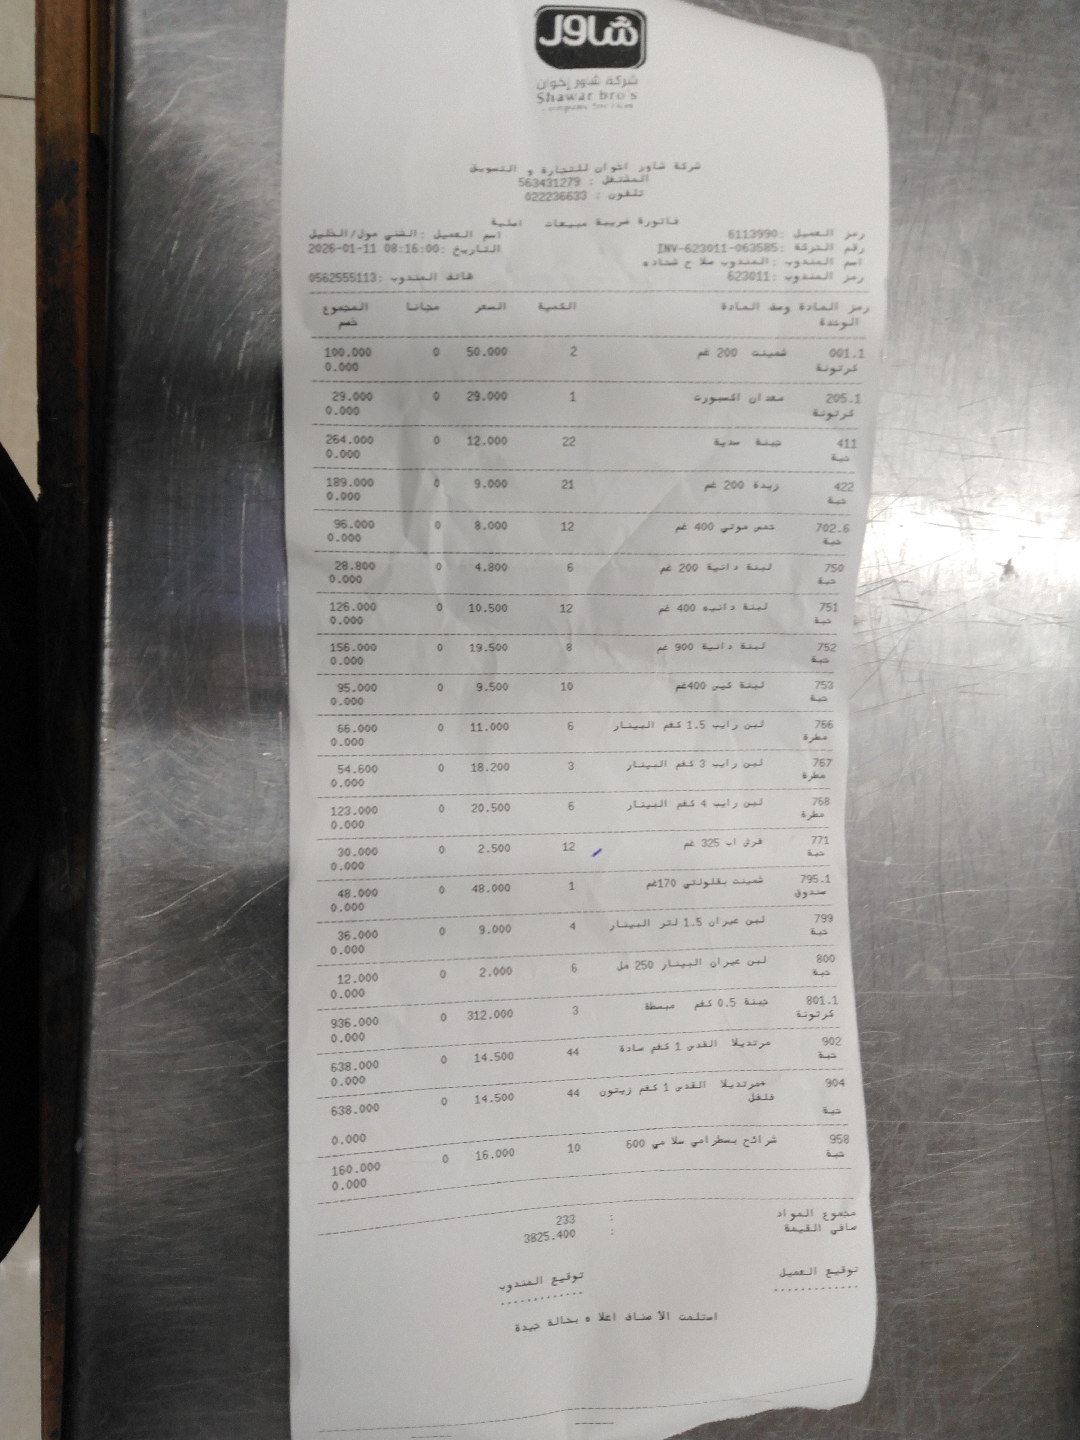 شاور
شركة شاور إخوان
Shawar bro's
شركة شاور اخوان للتجارة و التسويق
المشتغل : 563431279
تلفون : 022236633
فاتورة ضريبة مبيعات اصلية
رمز العميل :6113990 اسم العميل :الشني مول/الخليل
رقم الحركة :INV-623011-063585 التاريخ :2026-01-11 08:16:00
اسم المندوب :المندوب صلا ح شحاده
رمز المندوب :623011 هاتف المندوب :0562555113
رمز المادة وصف المادة الكمية السعر مجانا المجموع
الوحدة خصم
001.1 شمينت 200 غم 2 50.000 0 100.000
كرتونة 0.000
205.1 سعدان اكسبورت 1 29.000 0 29.000
كرتونة 0.000
411 جبنة سدية 22 12.000 0 264.000
حبة 0.000
422 زبدة 200 غم 21 9.000 0 189.000
حبة 0.000
702.6 حمص موتي 400 غم 12 8.000 0 96.000
حبة 0.000
750 لبنة دانية 200 غم 6 4.800 0 28.800
حبة 0.000
751 لبنة دانيه 400 غم 12 10.500 0 126.000
حبة 0.000
752 لبنة دانية 900 غم 8 19.500 0 156.000
حبة 0.000
753 لبنة كيس 400غم 10 9.500 0 95.000
حبة 0.000
766 لبن رايب 1.5 كغم البينار 6 11.000 0 66.000
مطرة 0.000
767 لبن رايب 3 كغم البينار 3 18.200 0 54.600
مطرة 0.000
768 لبن رايب 4 كغم البينار 6 20.500 0 123.000
مطرة 0.000
771 فرش اب 325 غم 12 2.500 0 30.000
حبة 0.000
795.1 شمينت بقلولتي 170غم 1 48.000 0 48.000
صندوق 0.000
799 لبن عيران 1.5 لتر البينار 4 9.000 0 36.000
حبة 0.000
800 لبن عيران البينار 250 مل 6 2.000 0 12.000
حبة 0.000
801.1 جبنة 0.5 كغم مبسطة 3 312.000 0 936.000
كرتونة 0.000
902 مرتديلا القدس 1 كغم سادة 44 14.500 0 638.000
حبة 0.000
904 +مرتديلا القدس 1 كغم زيتون 44 14.500 0 638.000
فلفل
حبة 0.000
958 شرائح بسطرامي سلا مي 600 10 16.000 0 160.000
حبة 0.000
مجموع المواد : 233
صافي القيمة : 3825.400
توقيع العميل توقيع المندوب
............. .............
استلمت الأ صناف اعلا ه بحالة جيدة